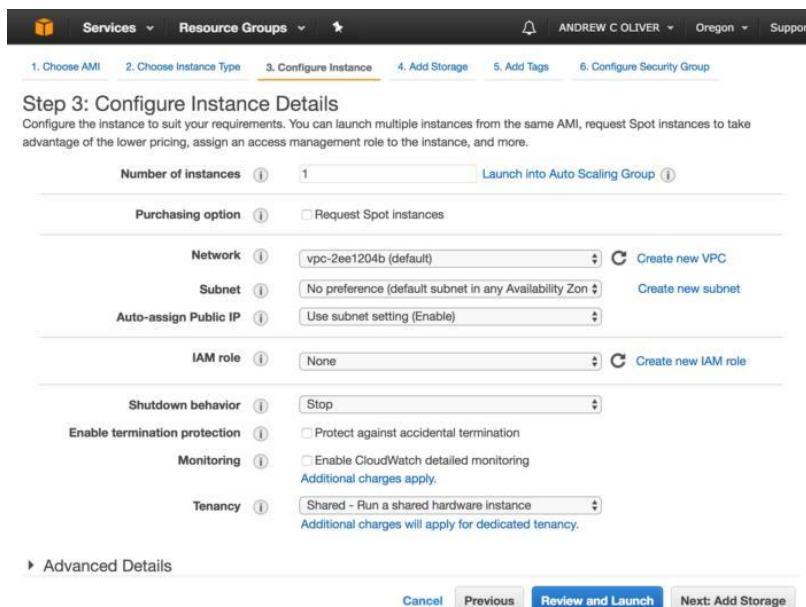 Services Resource Groups ANDREW C OLIVER Oregon Suppor
1. Choose AMI 2. Choose Instance Type 3. Configure Instance 4. Add Storage 5. Add Tags 6. Configure Security Group
Step 3: Configure Instance Details
Configure the instance to suit your requirements. You can launch multiple instances from the same AMI, request Spot instances to take
advantage of the lower pricing, assign an access management role to the instance, and more.
Number of instances 1 Launch into Auto Scaling Group
Purchasing option Request Spot instances
Network vpc-2ee1204b (default) Create new VPC
Subnet No preference (default subnet in any Availability Zon Create new subnet
Auto-assign Public IP Use subnet setting (Enable)
IAM role None Create new IAM role
Shutdown behavior Stop
Enable termination protection Protect against accidental termination
Monitoring Enable CloudWatch detailed monitoring
Additional charges apply.
Tenancy Shared - Run a shared hardware instance
Additional charges will apply for dedicated tenancy.
Advanced Details
Cancel Previous Review and Launch Next: Add Storage